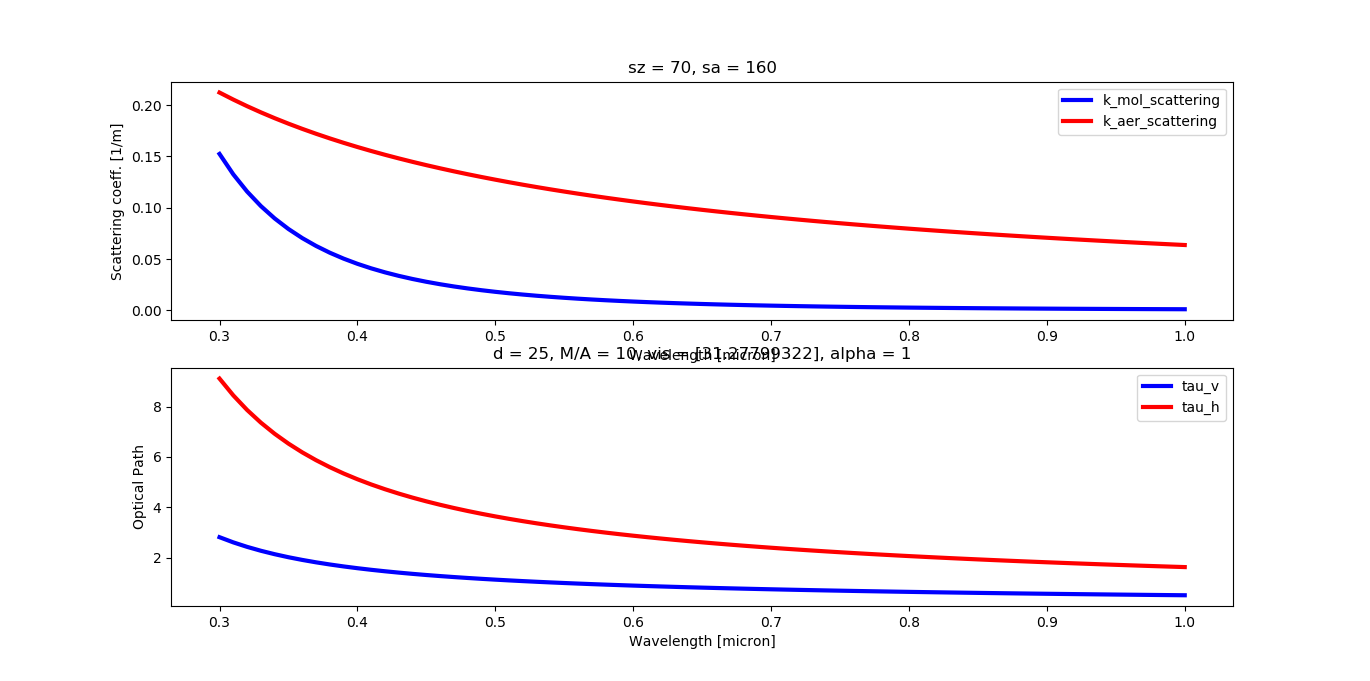 sz = 70, sa = 160
Scattering coeff. [1/m]
0.20
0.15
0.10
0.05
0.00
k_mol_scattering
k_aer_scattering
0.3 0.4 0.5 0.6 0.7 0.8 0.9 1.0
Wavelength [micron]
d = 25, M/A = 10, vis = [31.27799322], alpha = 1
Optical Path
8
6
4
2
tau_v
tau_h
0.3 0.4 0.5 0.6 0.7 0.8 0.9 1.0
Wavelength [micron]